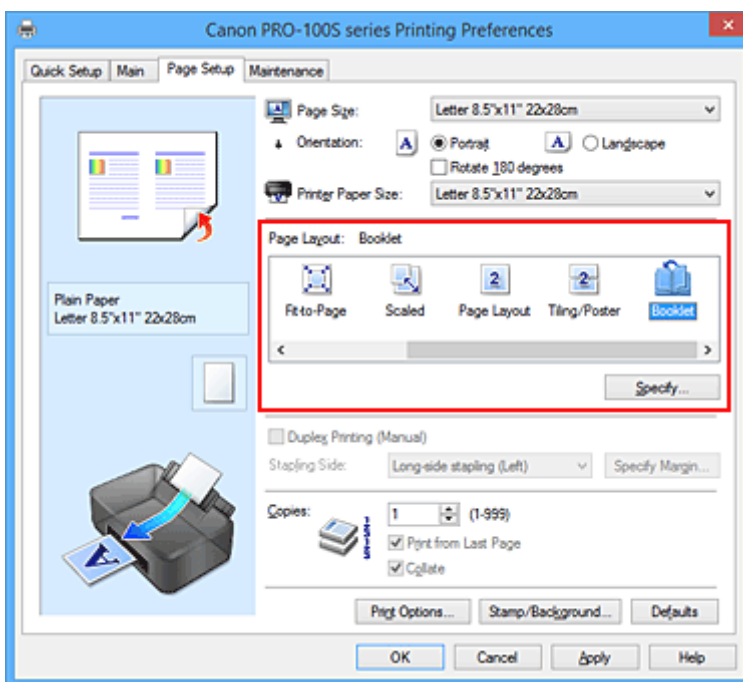 Canon PRO-100S series Printing Preferences
Quick Setup Main Page Setup Maintenance
Page Size: Letter 8.5"x11" 22x28cm
Orientation: A Portrait A Landscape
Rotate 180 degrees
Printer Paper Size: Letter 8.5"x11" 22x28cm
Page Layout: Booklet
2 2
Fit-to-Page Scaled Page Layout Tiling/Poster Booklet
Specify...
Plain Paper
Letter 8.5"x11" 22x28cm
Duplex Printing (Manual)
Stapling Side: Long-side stapling (Left) Specify Margin...
Copies: 1 (1-999)
Print from Last Page
Collate
A
Print Options... Stamp/Background... Defaults
OK Cancel Apply Help